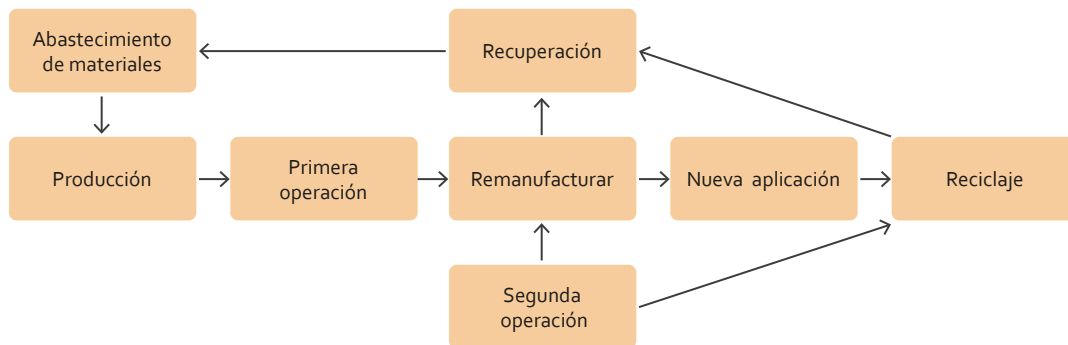 Abastecimiento
de materiales
Recuperación
Producción
Primera
operación
Remanufacturar
Nueva aplicación
Reciclaje
Segunda
operación